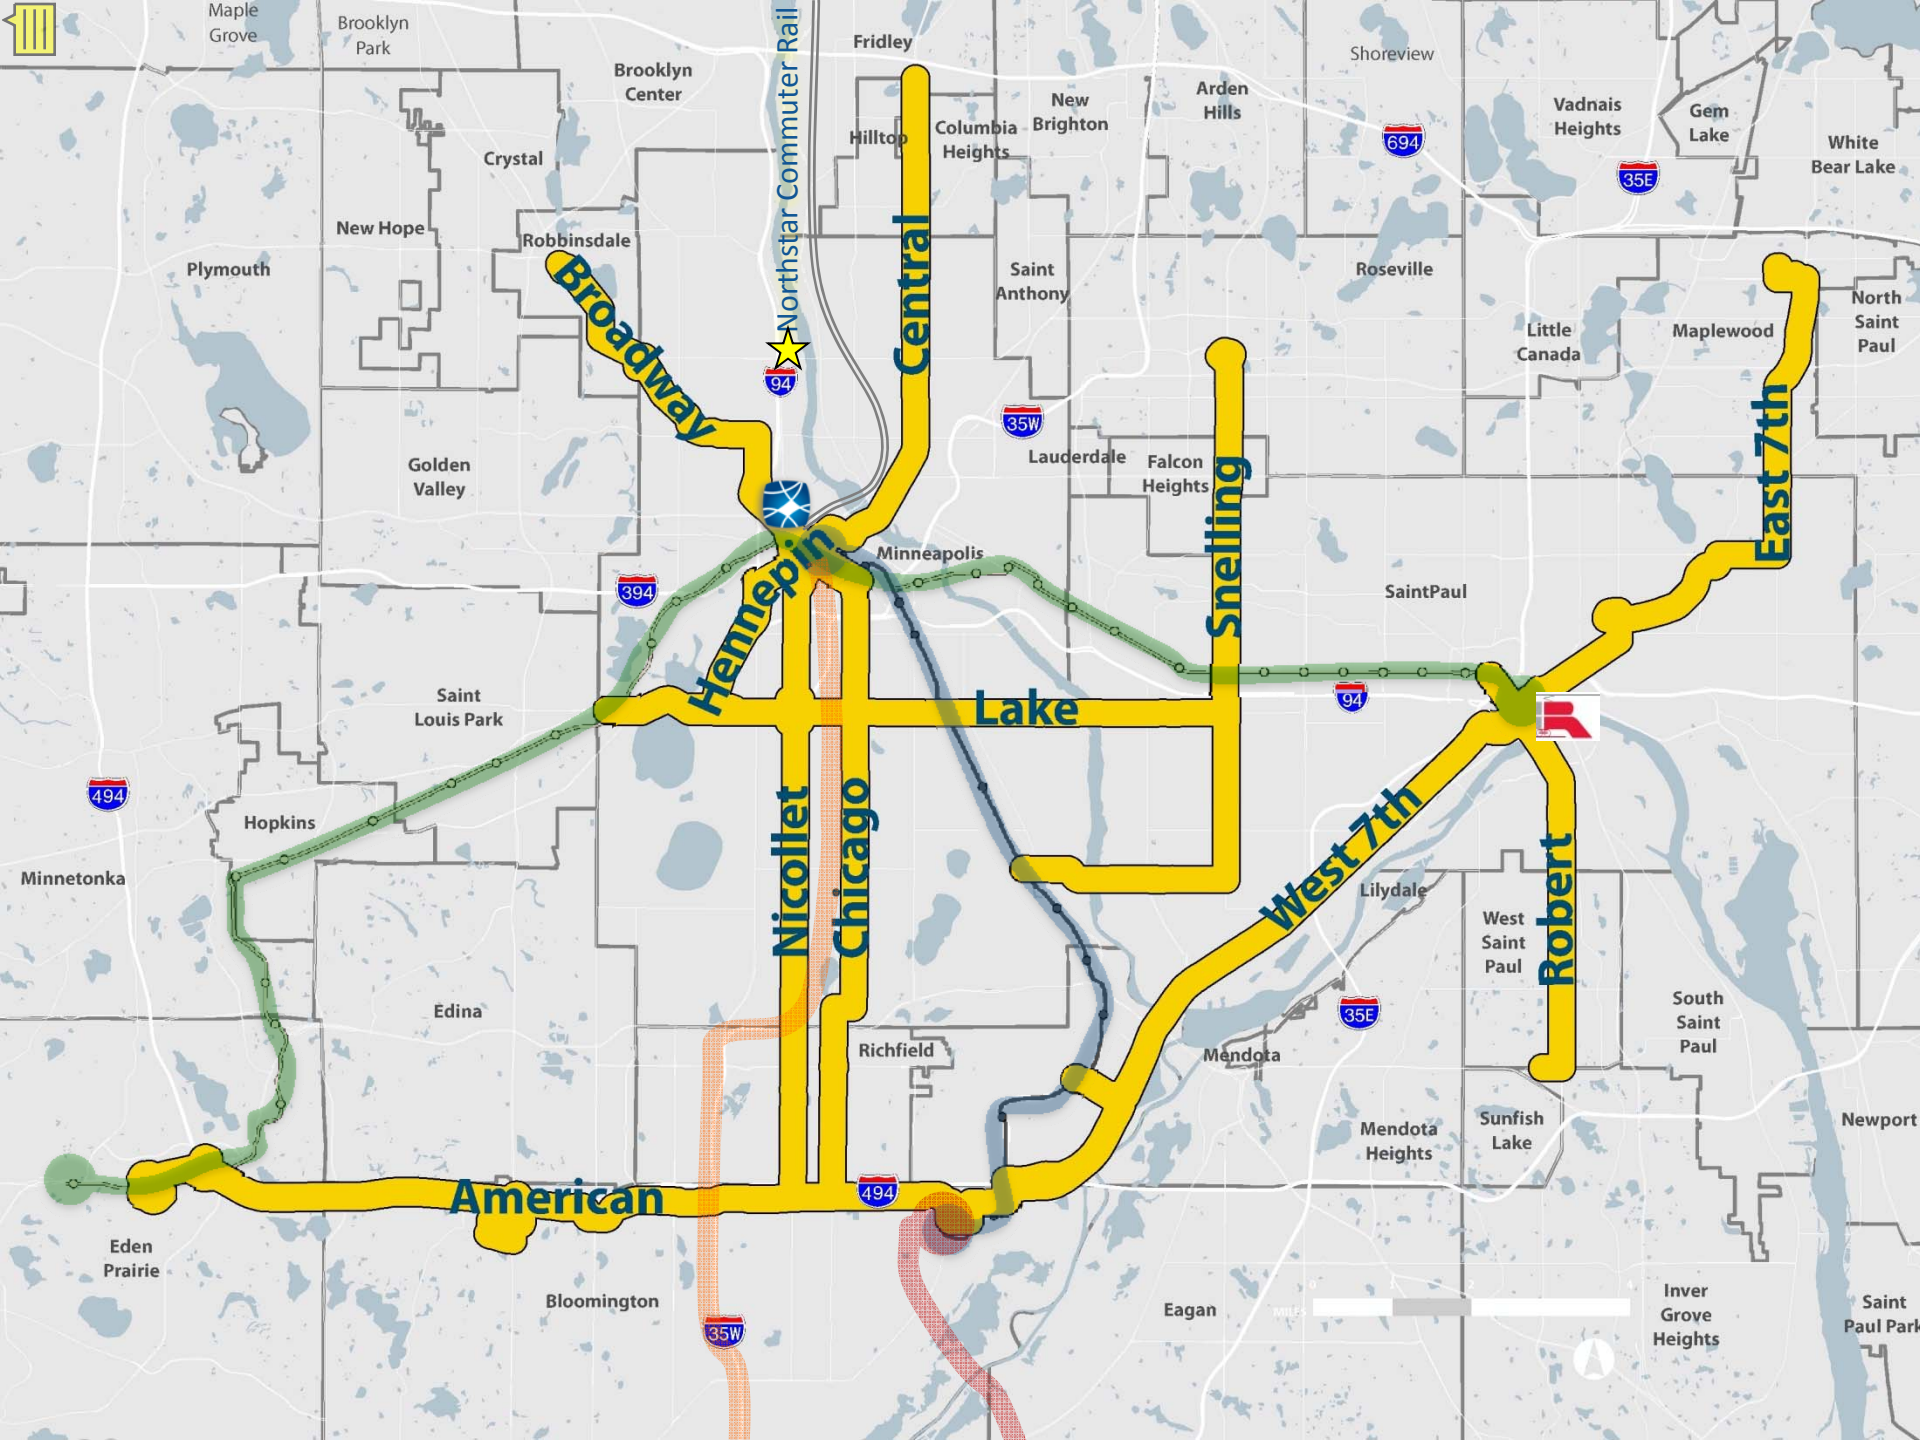 Maple
Grove
Brooklyn
Park
Northstar Commuter Rail
Fridley
Shoreview
Brooklyn
Center
New
Brighton
Arden
Hills
Vadnais
Heights
Gem
Lake
Hilltop
Columbia
Heights
694
White
Bear Lake
Crystal
35E
New Hope
Robbinsdale
Plymouth
Saint
Anthony
Roseville
Central
Broadway
North
Saint
Paul
Little
Canada
Maplewood
94
35W
East 7th
Golden
Valley
Lauderdale
Falcon
Heights
Snelling
Minneapolis
Hennepin
394
SaintPaul
Saint
Louis Park
Lake
94
494
Hopkins
Nicollet
Chicago
West 7th
Minnetonka
Lilydale
Robert
West
Saint
Paul
Edina
35E
South
Saint
Paul
Richfield
Mendota
Mendota
Heights
Sunfish
Lake
Newport
American
494
Eden
Prairie
Bloomington
Eagan
0
1
2
4
MILES
Inver
Grove
Heights
Saint
Paul Park
35W